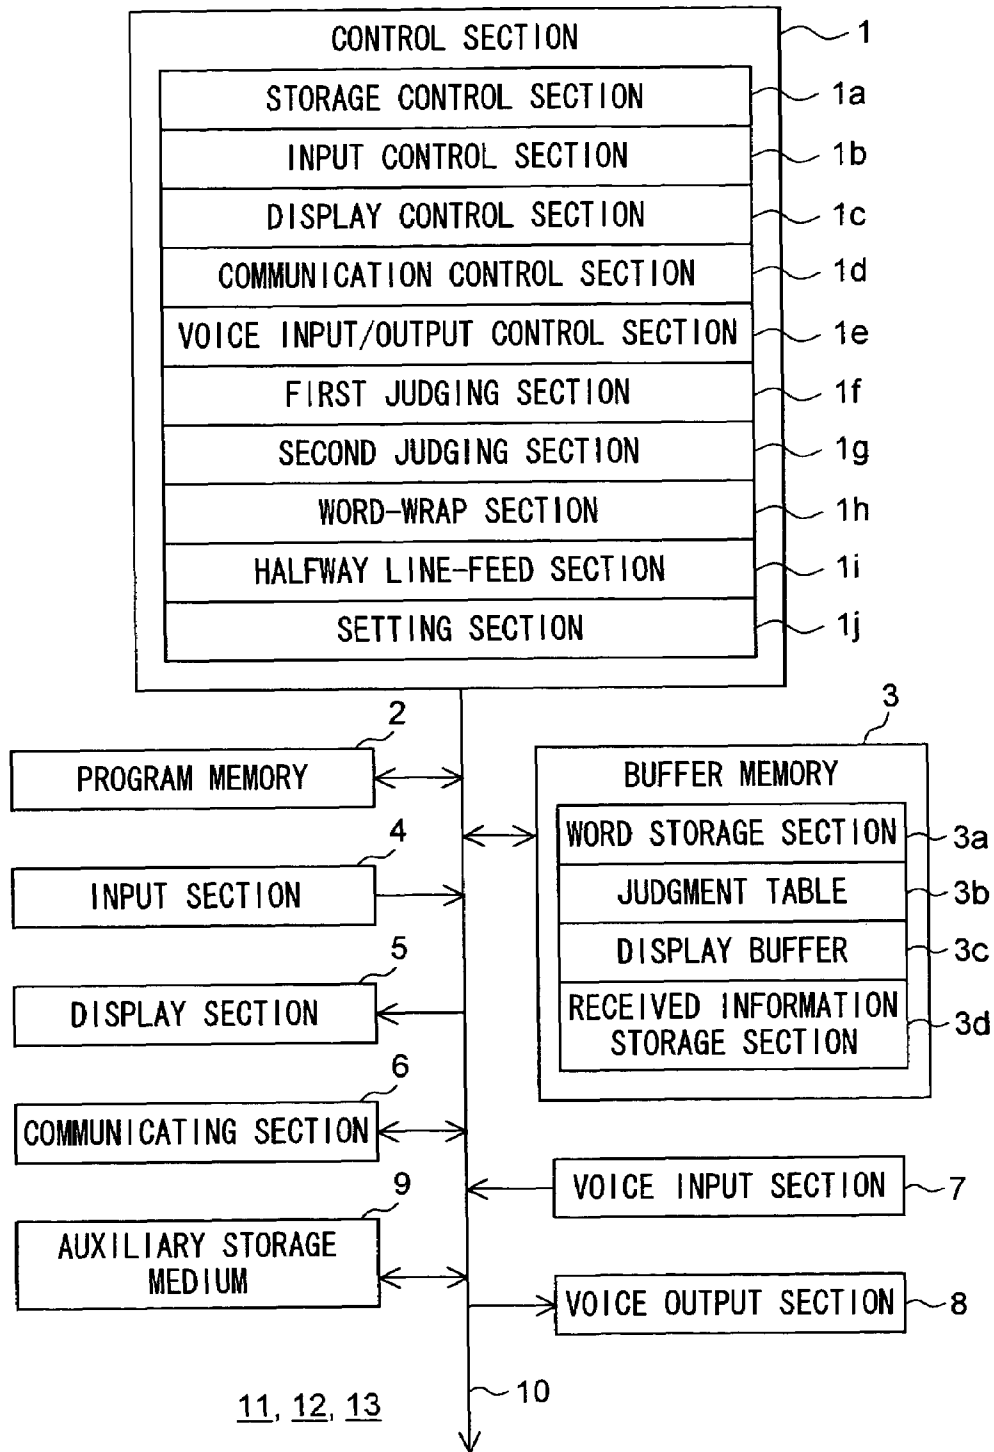 CONTROL SECTION
1
STORAGE CONTROL SECTION
1a
INPUT CONTROL SECTION
1b
DISPLAY CONTROL SECTION
1c
COMMUNICATION CONTROL SECTION
1d
VOICE INPUT/OUTPUT CONTROL SECTION
1e
FIRST JUDGING SECTION
1f
SECOND JUDGING SECTION
1g
WORD-WRAP SECTION
1h
HALFWAY LINE-FEED SECTION
1i
SETTING SECTION
1j
2
PROGRAM MEMORY
3
BUFFER MEMORY
WORD STORAGE SECTION
3a
JUDGMENT TABLE
3b
DISPLAY BUFFER
3c
RECEIVED INFORMATION
STORAGE SECTION
3d
4
INPUT SECTION
5
DISPLAY SECTION
6
COMMUNICATING SECTION
VOICE INPUT SECTION
7
9
AUXILIARY STORAGE
MEDIUM
VOICE OUTPUT SECTION
8
10
11, 12, 13